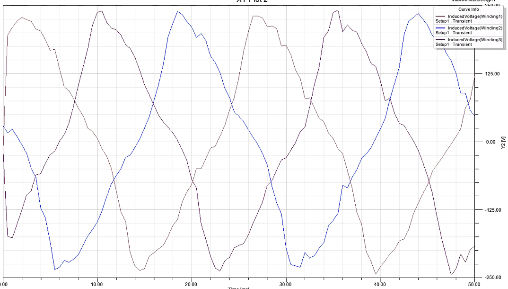 Curve Info
InducedVoltage(Winding1)
Setup1 : Transient
InducedVoltage(Winding2)
Setup1 : Transient
InducedVoltage(Winding3)
Setup1 : Transient
125.00
0.00
Y2 [V]
-125.00
-250.00
10.00
20.00
30.00
40.00
50.00